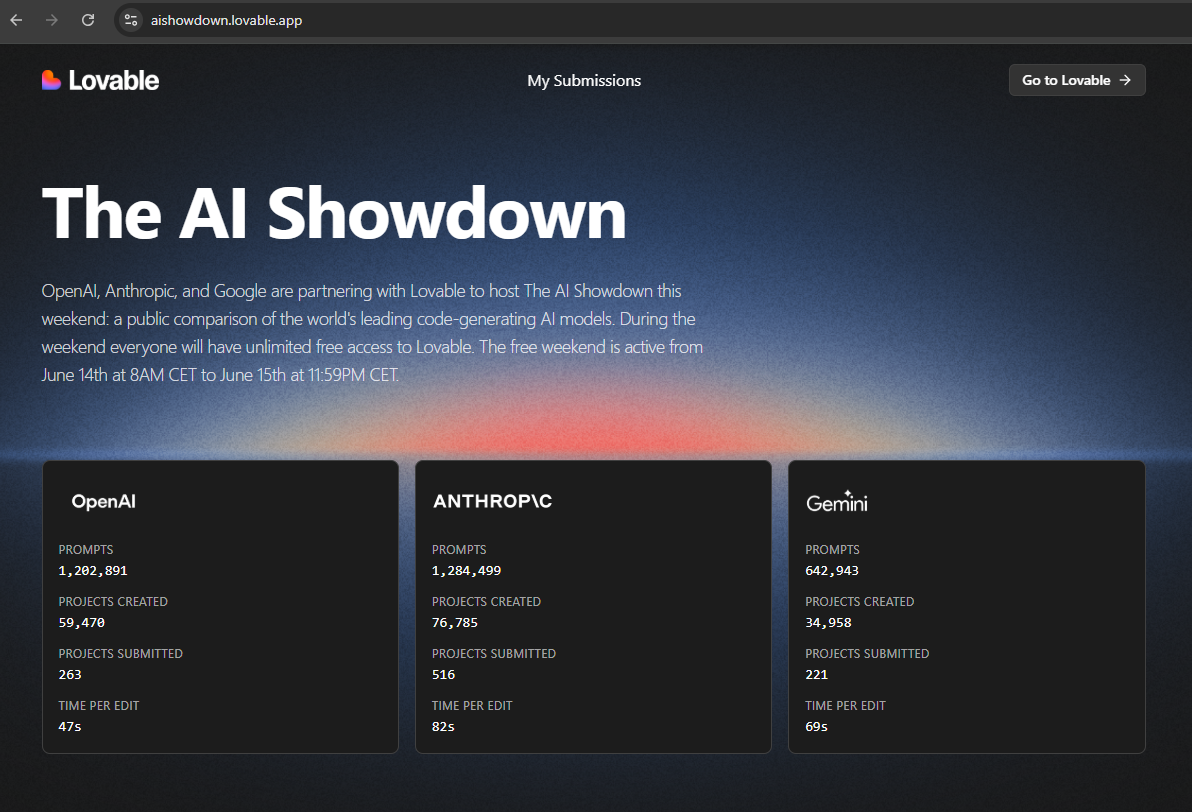 aishowdown.lovable.app
Lovable
My Submissions
Go to Lovable →
The AI Showdown
OpenAI, Anthropic, and Google are partnering with Lovable to host The AI Showdown this
weekend: a public comparison of the world's leading code-generating AI models. During the
weekend everyone will have unlimited free access to Lovable. The free weekend is active from
June 14th at 8AM CET to June 15th at 11:59PM CET.
OpenAI
PROMPTS
1,202,891
PROJECTS CREATED
59,470
PROJECTS SUBMITTED
263
TIME PER EDIT
47s
ANTHROP\C
PROMPTS
1,284,499
PROJECTS CREATED
76,785
PROJECTS SUBMITTED
516
TIME PER EDIT
82s
Gemini
PROMPTS
642,943
PROJECTS CREATED
34,958
PROJECTS SUBMITTED
221
TIME PER EDIT
69s